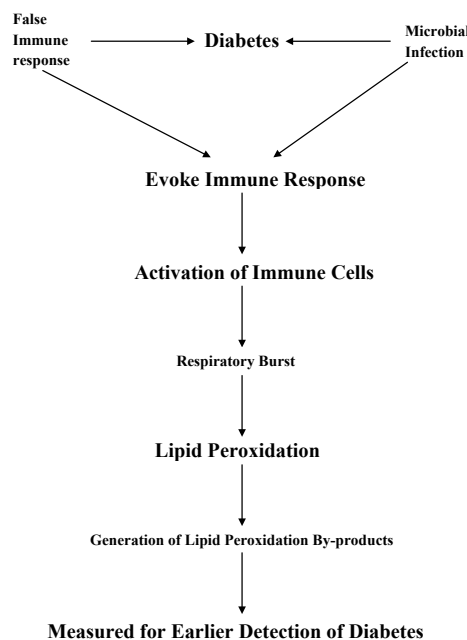 False
Immune
response
Diabetes
Microbial
Infection
Evoke Immune Response
Activation of Immune Cells
Respiratory Burst
Lipid Peroxidation
Generation of Lipid Peroxidation By-products
Measured for Earlier Detection of Diabetes